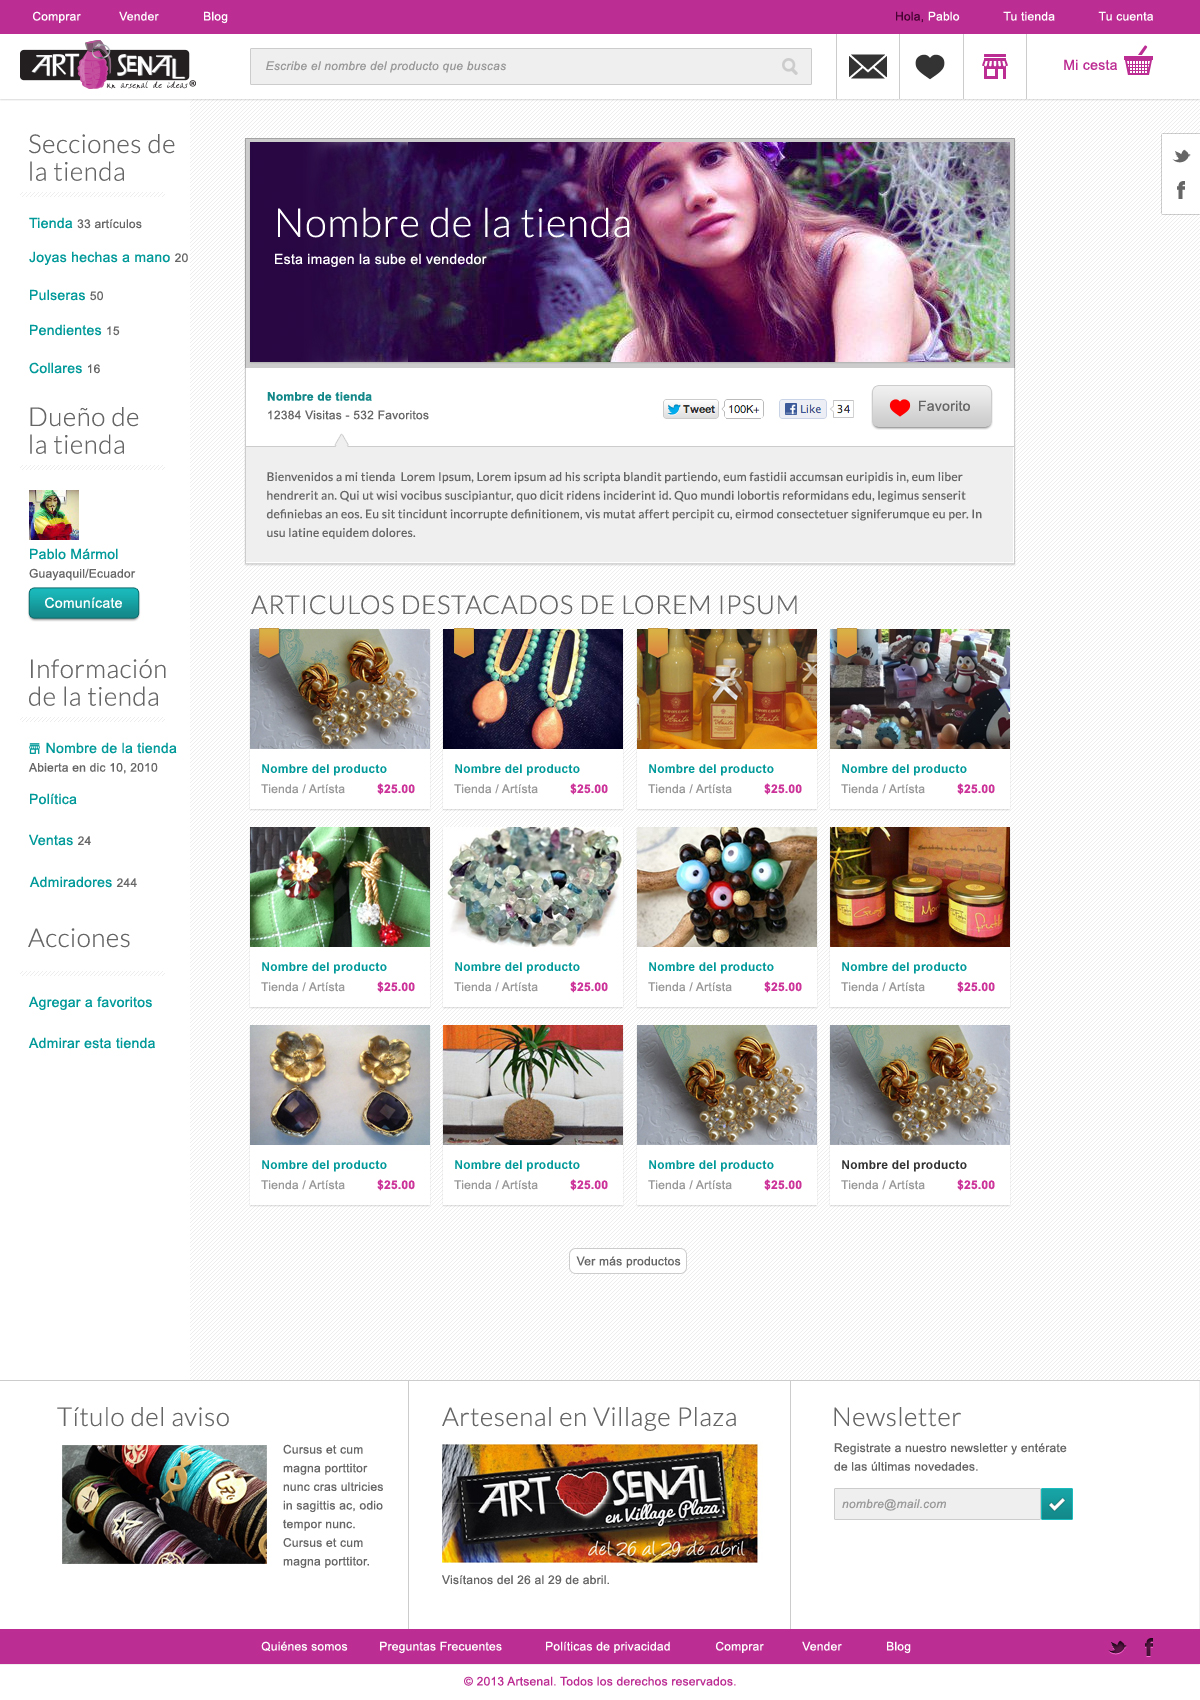 Comprar Vender Blog Hola, Pablo Tu tienda Tu cuenta
ART SENAL
un arsenal de ideas®
Escribe el nombre del producto que buscas
Mi cesta
Secciones de
la tienda
Tienda 33 artículos
Joyas hechas a mano 20
Pulseras 50
Pendientes 15
Collares 16
Dueño de
la tienda
Pablo Mármol
Guayaquil/Ecuador
Comunícate
Información
de la tienda
Nombre de la tienda
Abierta en dic 10, 2010
Política
Ventas 24
Admiradores 244
Acciones
Agregar a favoritos
Admirar esta tienda
Nombre de la tienda
Esta imagen la sube el vendedor
Nombre de tienda
12384 Visitas - 532 Favoritos
Tweet 100K+ Like 34 Favorito
Bienvenidos a mi tienda Lorem Ipsum, Lorem ipsum ad his scripta blandit partiendo, eum fastidii accumsan euripidis in, eum liber
hendrerit an. Qui ut wisi vocibus suscipiantur, quo dicit ridens inciderint id. Quo mundi lobortis reformidans edu, legimus senserit
definiebas an eos. Eu sit tincidunt incorrupte definitionem, vis mutat affert percipit cu, eirmod consectetuer signiferumque eu per. In
usu latine equidem dolores.
ARTICULOS DESTACADOS DE LOREM IPSUM
Nombre del producto Nombre del producto Nombre del producto Nombre del producto
Tienda / Artísta $25.00 Tienda / Artísta $25.00 Tienda / Artísta $25.00 Tienda / Artísta $25.00
Nombre del producto Nombre del producto Nombre del producto Nombre del producto
Tienda / Artísta $25.00 Tienda / Artísta $25.00 Tienda / Artísta $25.00 Tienda / Artísta $25.00
Nombre del producto Nombre del producto Nombre del producto Nombre del producto
Tienda / Artísta $25.00 Tienda / Artísta $25.00 Tienda / Artísta $25.00 Tienda / Artísta $25.00
Ver más productos
Título del aviso
Cursus et cum
magna porttitor
nunc cras ultricies
in sagittis ac, odio
tempor nunc.
Cursus et cum
magna porttitor.
Artesenal en Village Plaza
ART SENAL
en Village Plaza
del 26 al 29 de abril
Visítanos del 26 al 29 de abril.
Newsletter
Registrate a nuestro newsletter y entérate
de las últimas novedades.
nombre@mail.com
Quiénes somos Preguntas Frecuentes Políticas de privacidad Comprar Vender Blog
© 2013 Artsenal. Todos los derechos reservados.